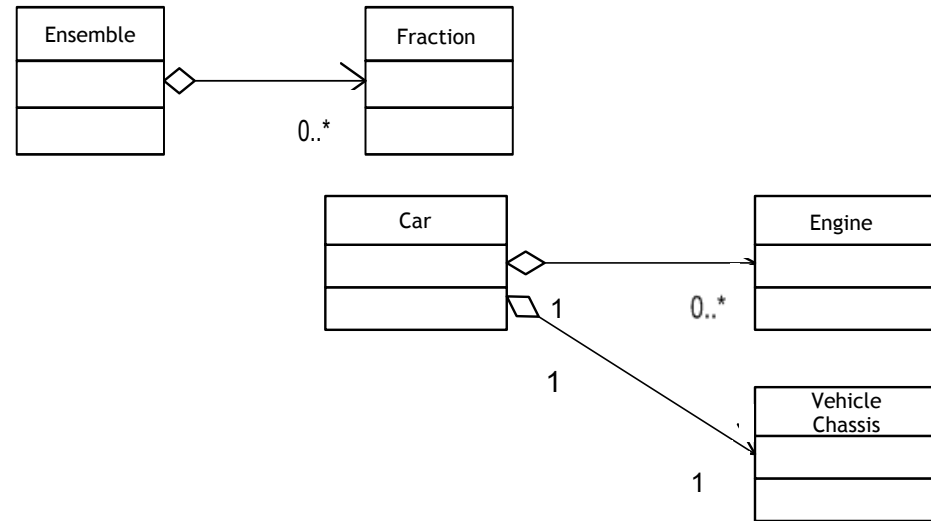 Ensemble
Fraction
0..*
Car
Engine
1
0..*
1
Vehicle
Chassis
1